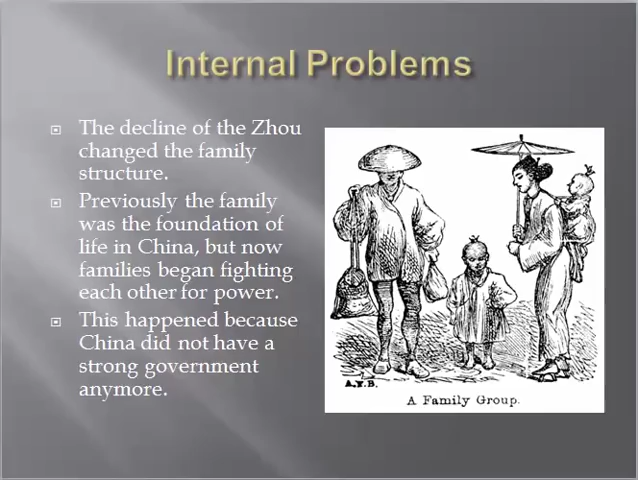 Internal Problems
The decline of the Zhou
changed the family
structure.
Previously the family
was the foundation of
life in China, but now
families began fighting
each other for power.
This happened because
China did not have a
strong government
anymore.
A.F.B.
A Family Group.